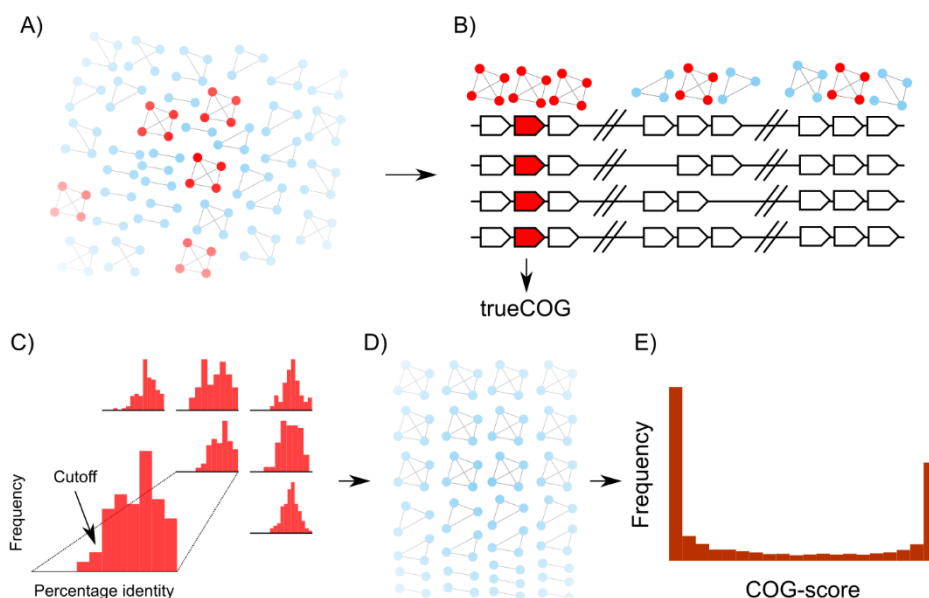 A)
B)
trueCOG
C)
D)
E)
Cutoff
Frequency
Percentage identity
Frequency
COG-score